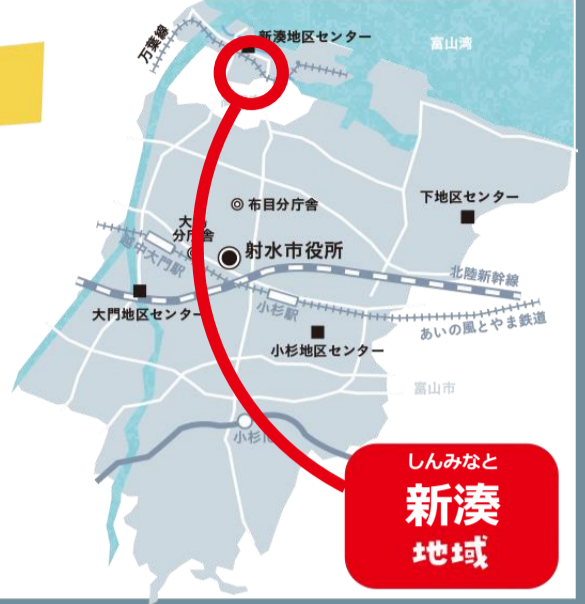 万葉線
新湊地区センター
富山湾
布目分庁舎
下地区センター
分庁舎
射水市役所
越中大門駅
北陸新幹線
大門地区センター
小杉駅
あいの風とやま鉄道
小杉地区センター
富山市
小杉
しんみなと
新湊
地域